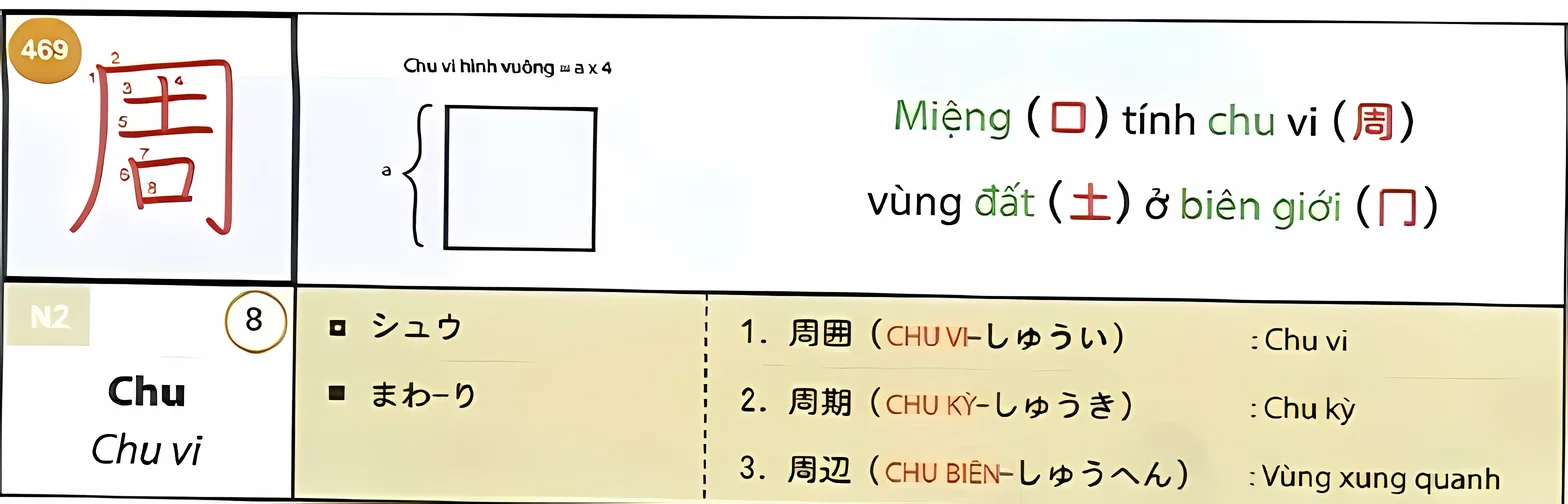 469
周
1 2 3 4 5 6 7 8
Chu vi hình vuông = a x 4
a
Miệng (口) tính chu vi (周)
vùng đất (土) ở biên giới (冂)
N2
8
Chu
Chu vi
シュウ
まわ-り
1. 周囲 (CHU VI-しゅうい) : Chu vi
2. 周期 (CHU KỲ-しゅうき) : Chu kỳ
3. 周辺 (CHU BIÊN-しゅうへん) : Vùng xung quanh